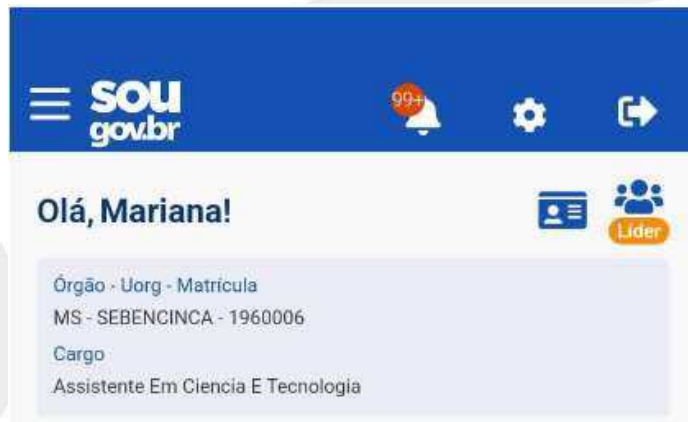 sou
gov.br
99+
Olá, Mariana!
Líder
Órgão - Uorg - Matrícula
MS - SEBENCINCA - 1960006
Cargo
Assistente Em Ciencia E Tecnologia